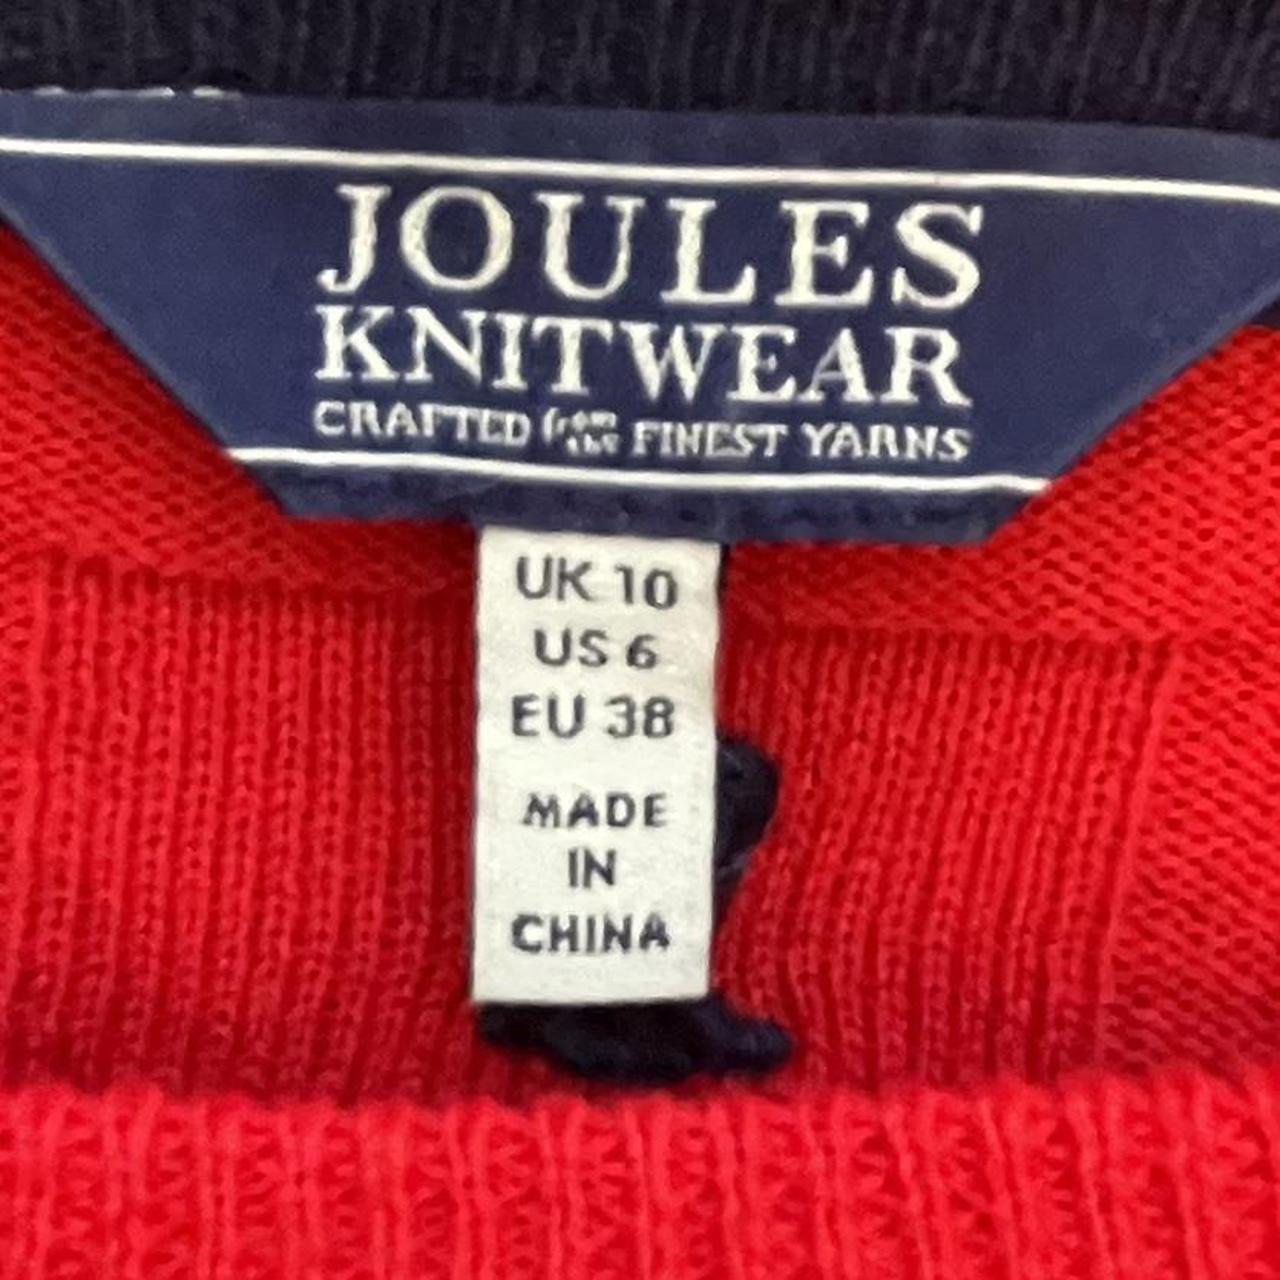 JOULES
KNITWEAR
CRAFTED from the FINEST YARNS
UK 10
US 6
EU 38
MADE
IN
CHINA